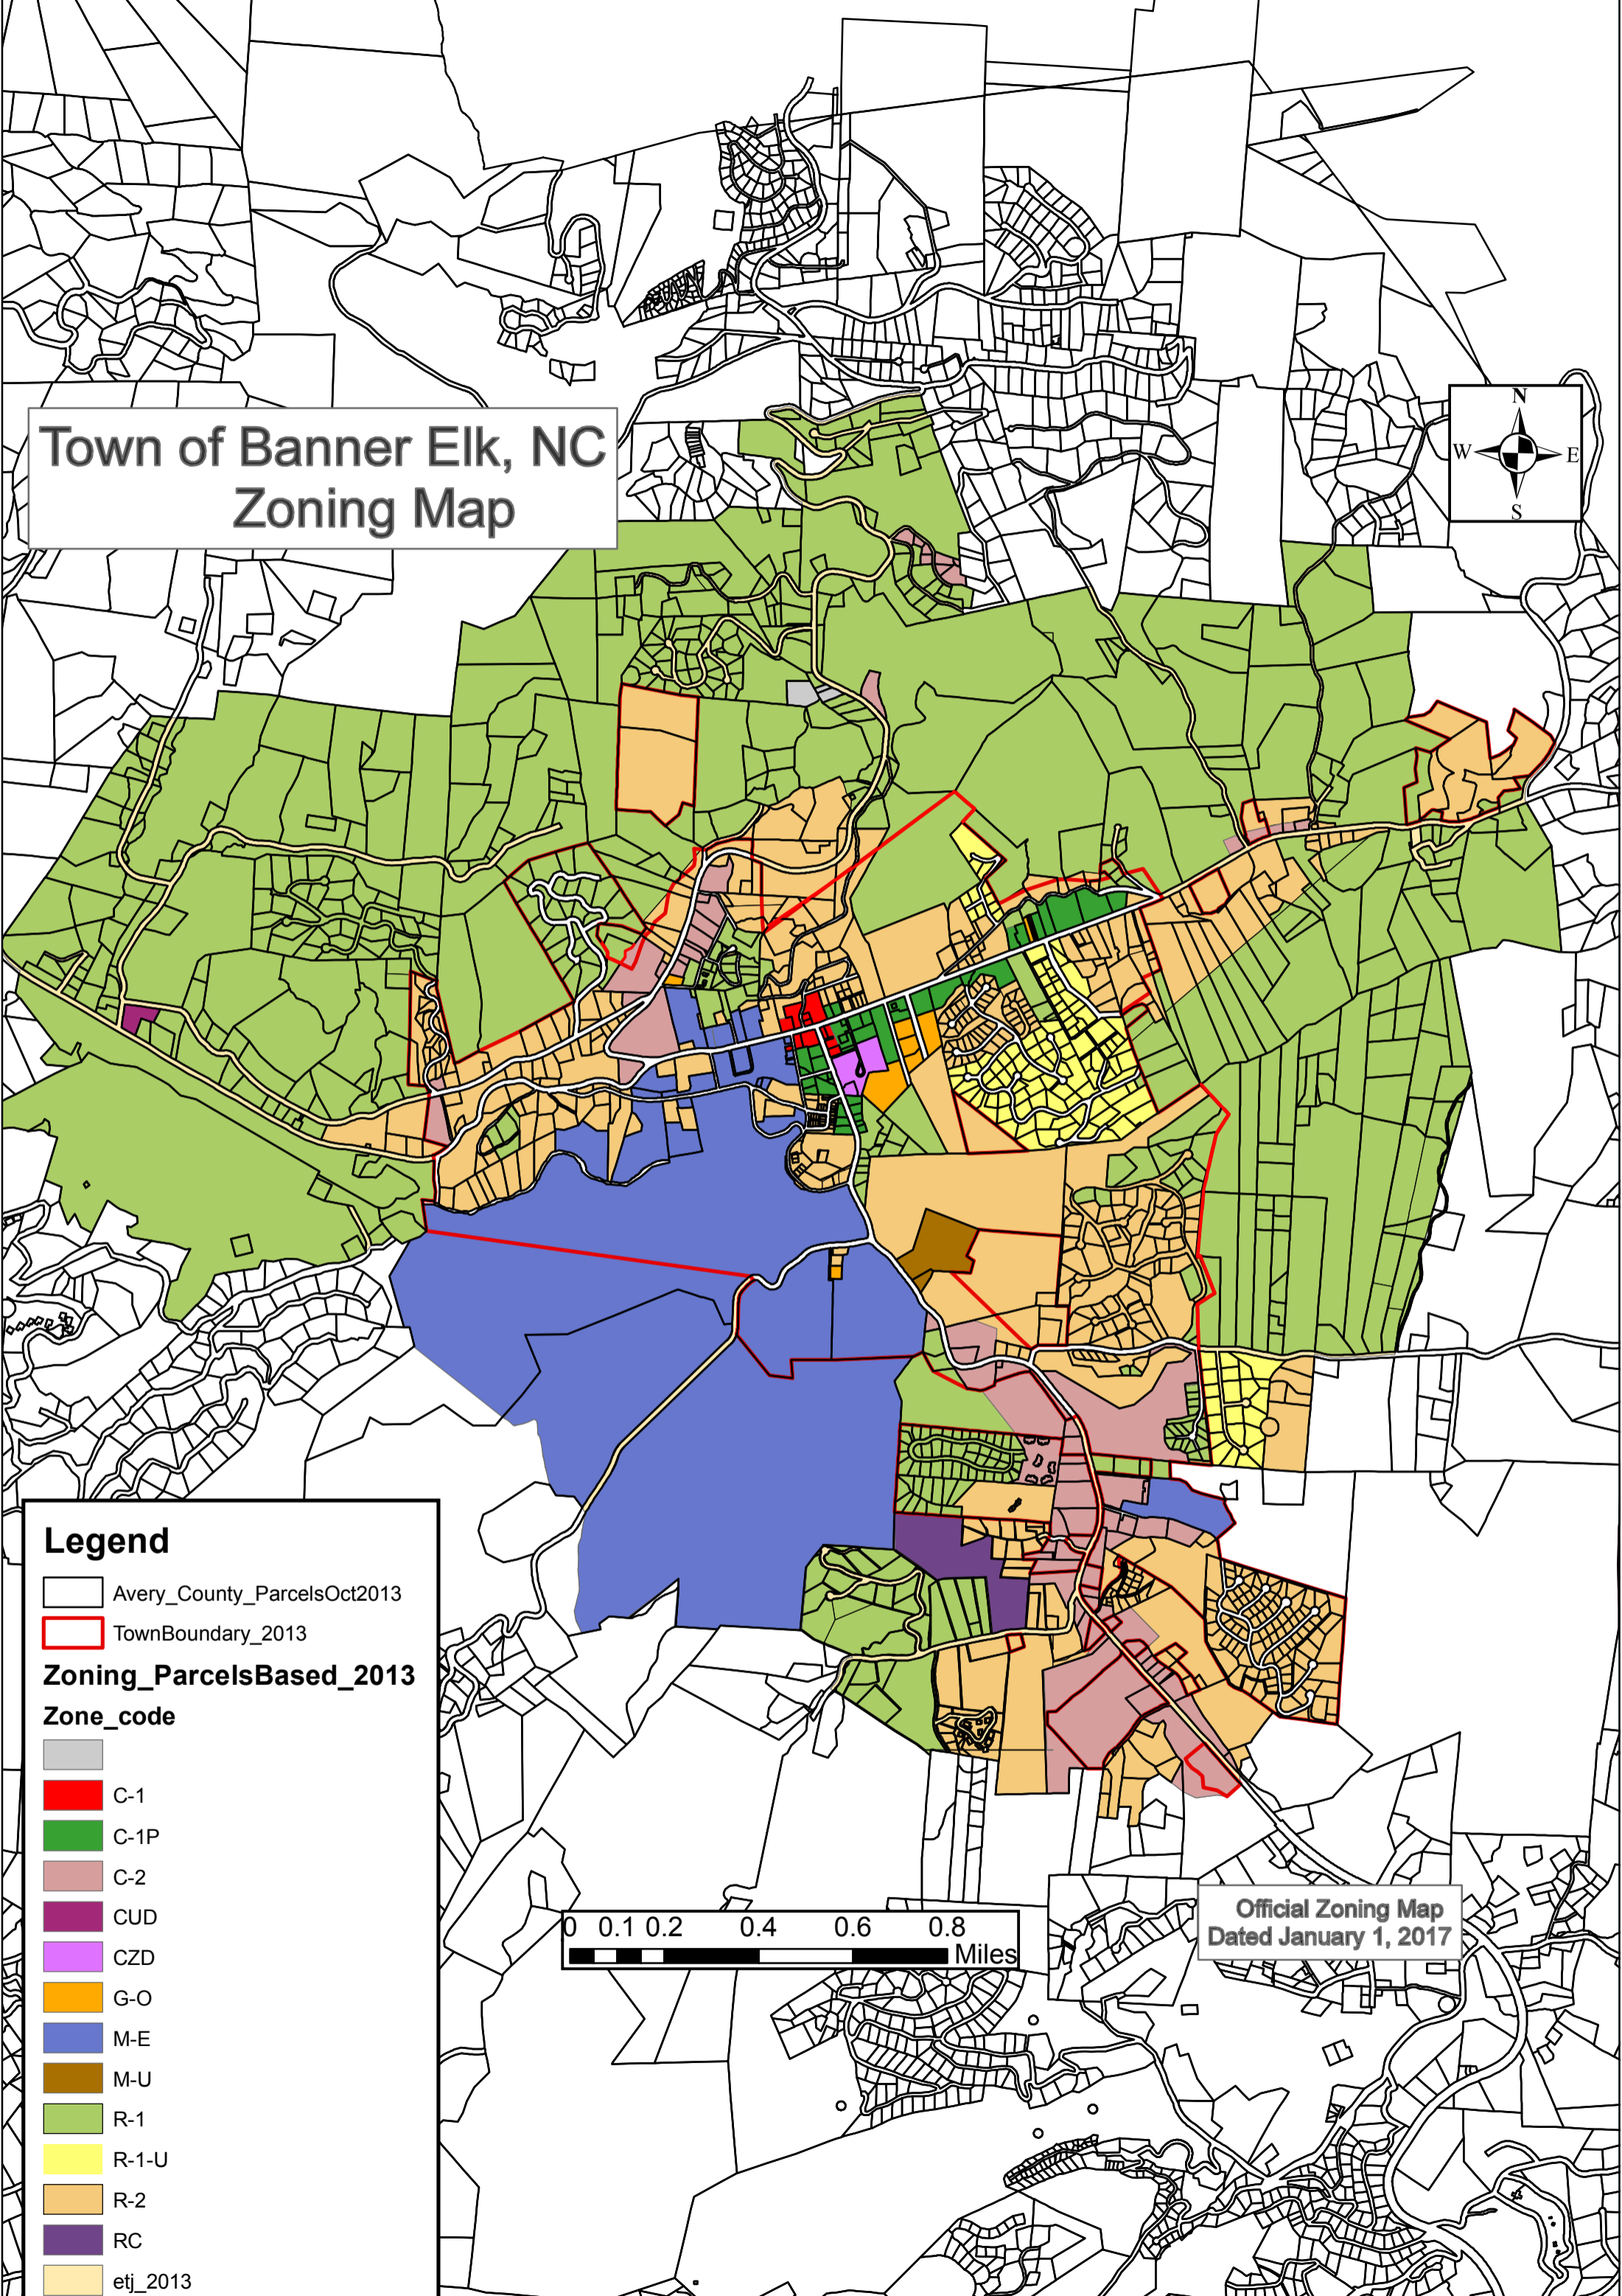 Town of Banner Elk, NC
Zoning Map
N
W
E
S
Legend
Avery_County_ParcelsOct2013
TownBoundary_2013
Zoning_ParcelsBased_2013
Zone_code
C-1
C-1P
C-2
CUD
CZD
G-O
M-E
M-U
R-1
R-1-U
R-2
RC
etj_2013
0 0.1 0.2 0.4 0.6 0.8
Miles
Official Zoning Map
Dated January 1, 2017